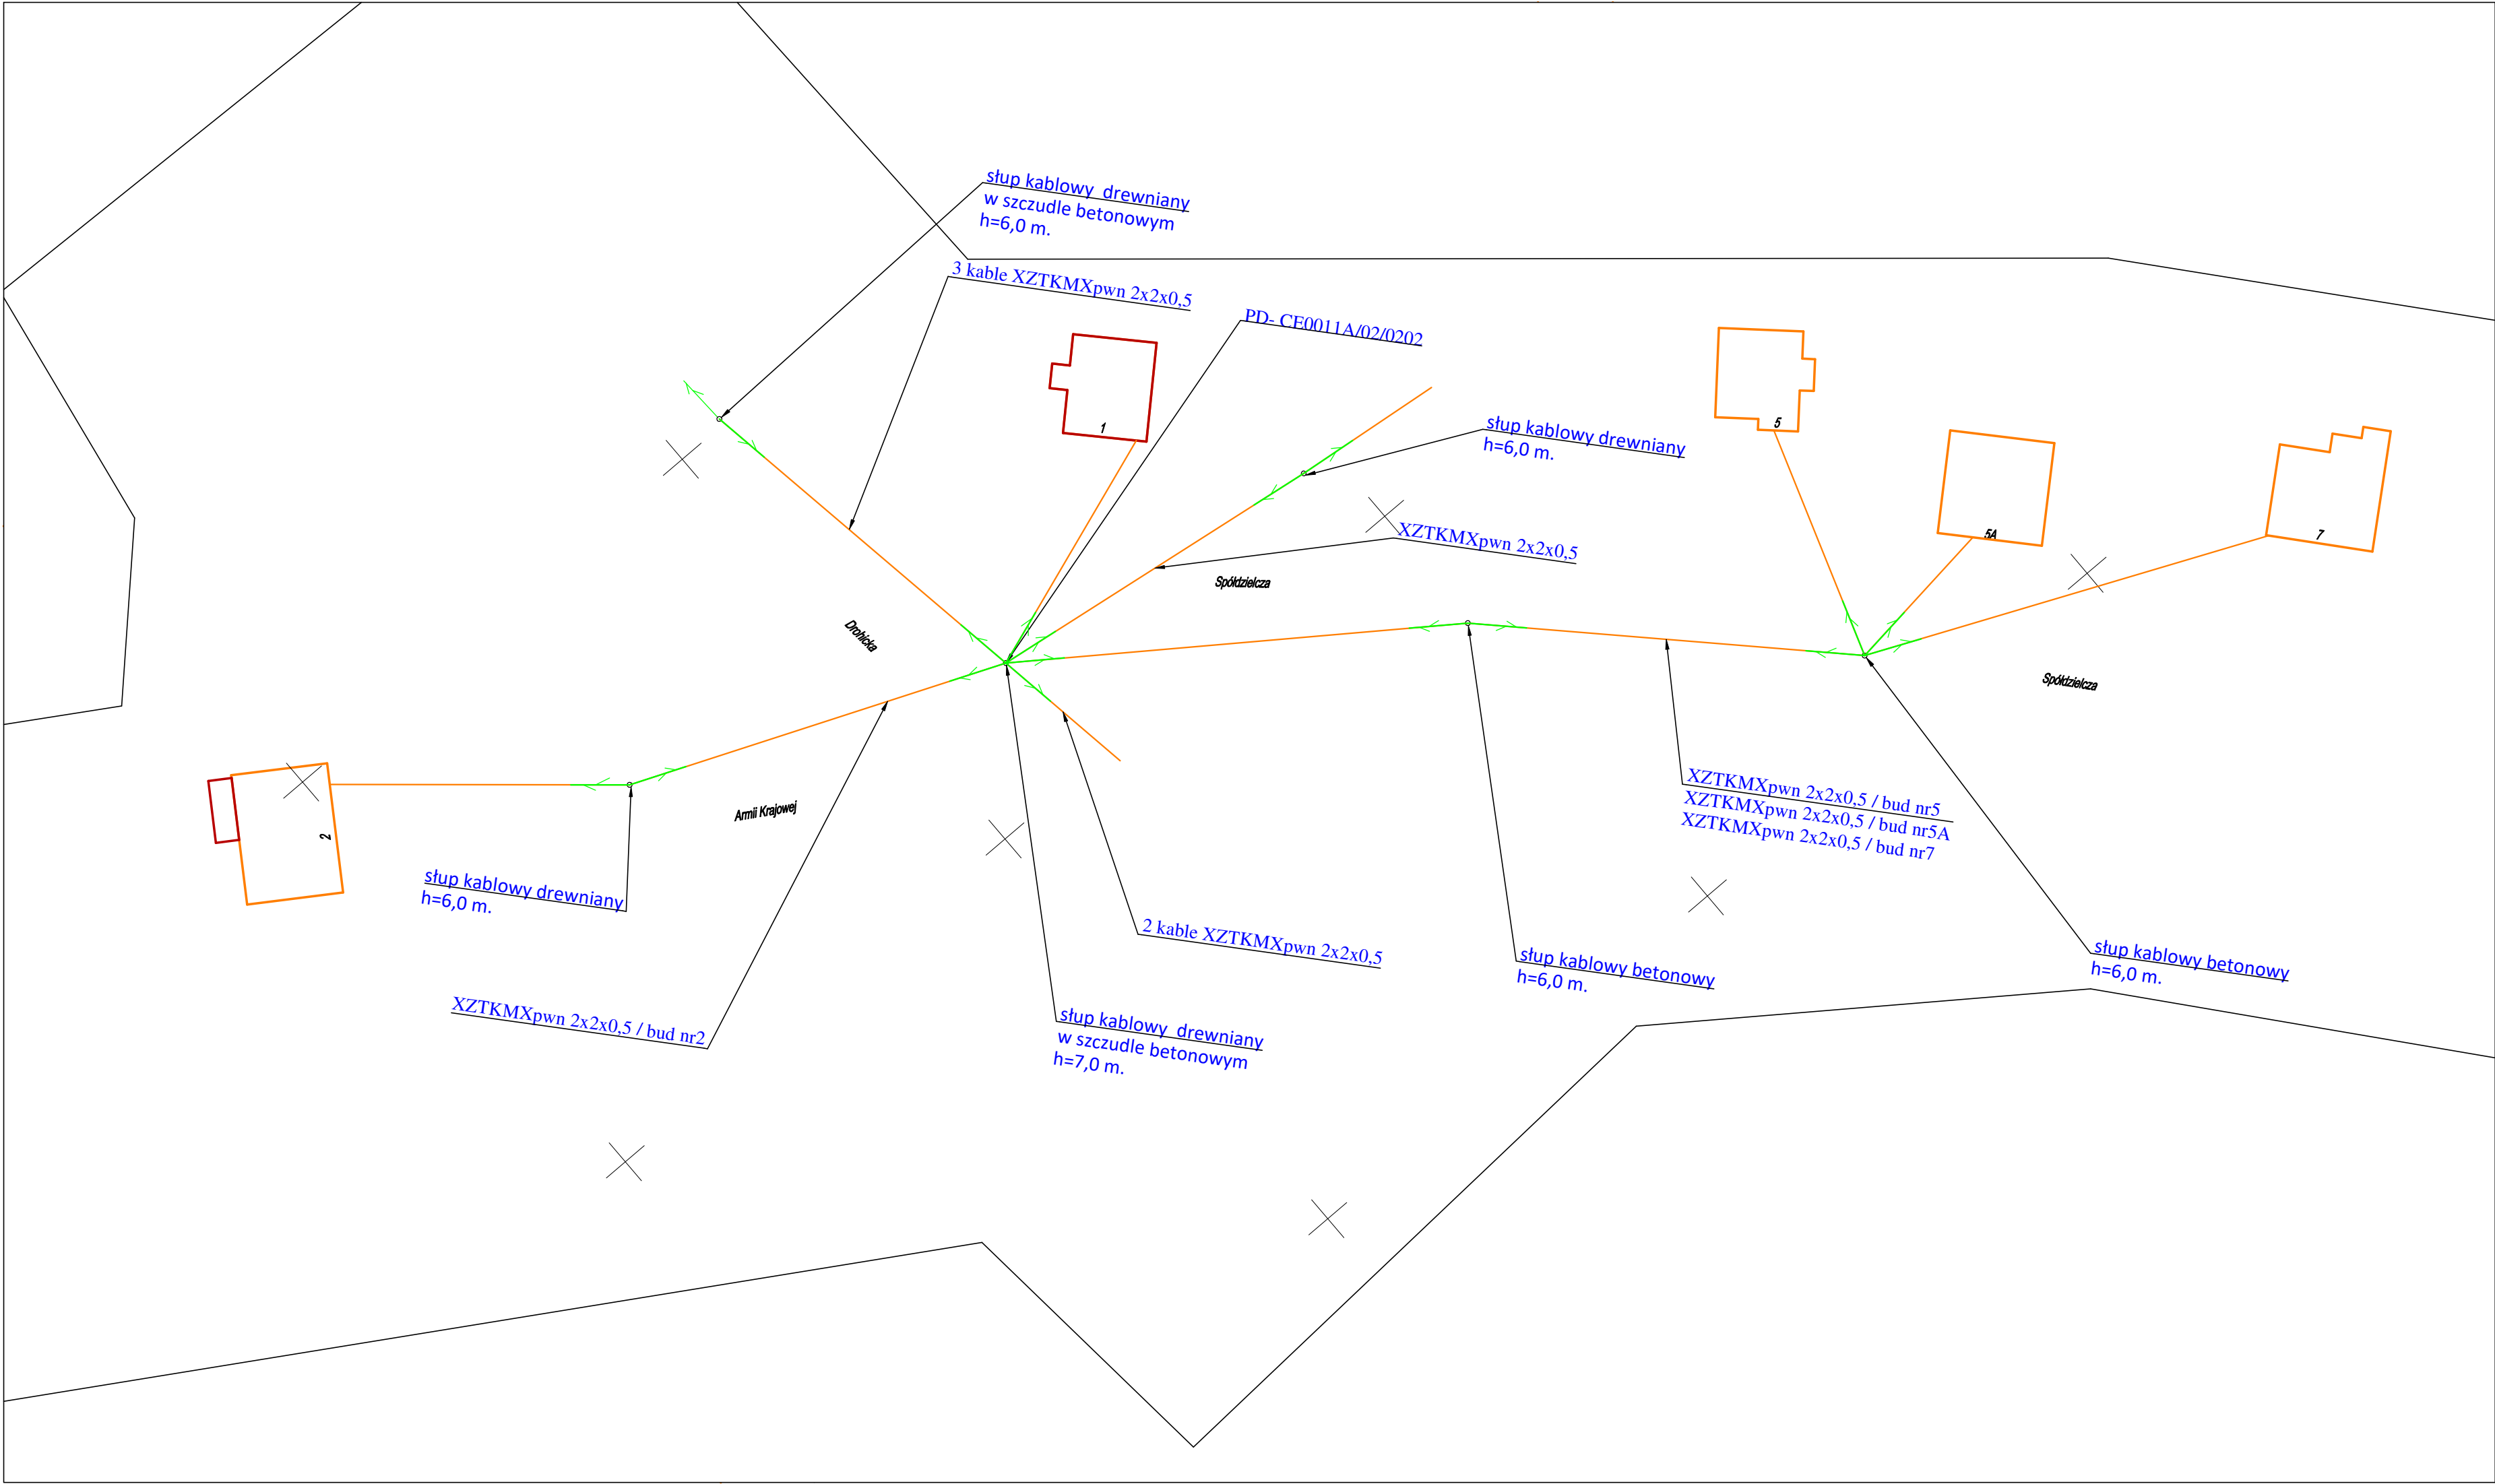 słup kablowy  drewniany
w szczudle betonowym
h=6,0 m.
3 kable XZTKMXpwn 2x2x0,5
PD- CE0011A/02/0202
1
słup kablowy drewniany
h=6,0 m.
5
5A
7
XZTKMXpwn 2x2x0,5
Spółdzielcza
Drohicka
Spółdzielcza
2
Armii Krajowej
XZTKMXpwn 2x2x0,5 / bud nr5
XZTKMXpwn 2x2x0,5 / bud nr5A
XZTKMXpwn 2x2x0,5 / bud nr7
słup kablowy drewniany
h=6,0 m.
2 kable XZTKMXpwn 2x2x0,5
słup kablowy betonowy
h=6,0 m.
słup kablowy betonowy
h=6,0 m.
XZTKMXpwn 2x2x0,5 / bud nr2
słup kablowy  drewniany
w szczudle betonowym
h=7,0 m.